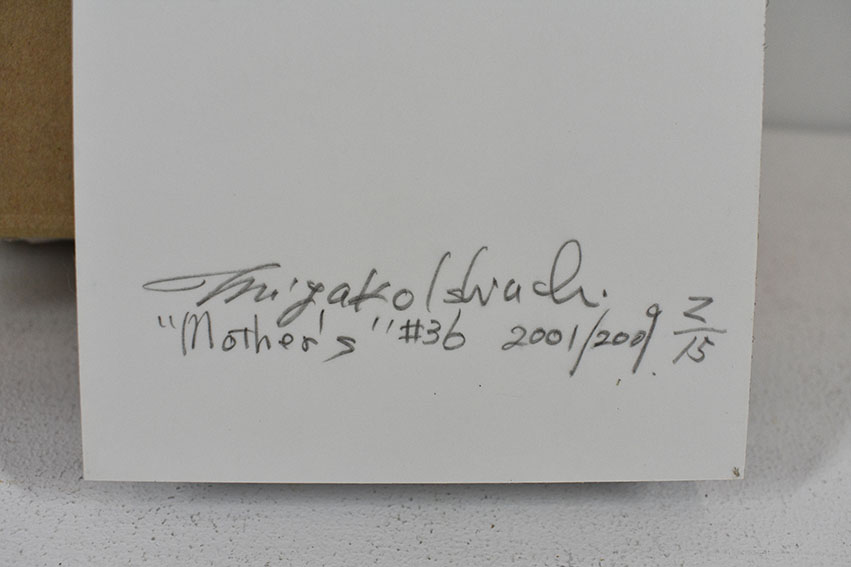 Miyako Ishiuchi.
"Mother's" #36 2001/2009 2/15